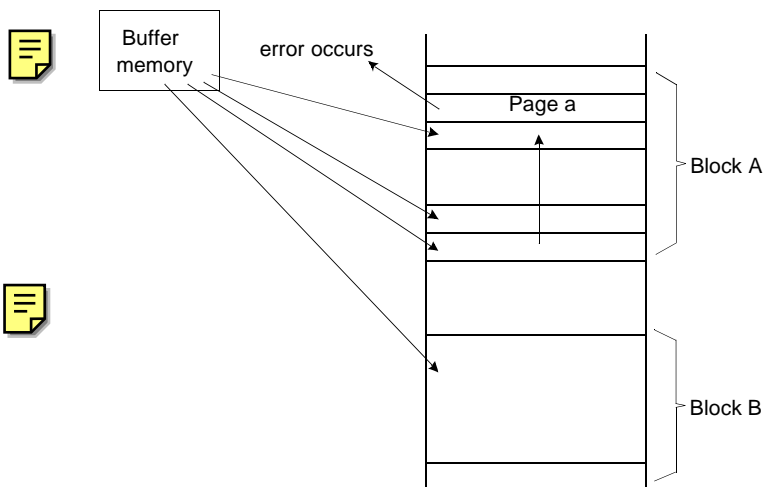 Buffer
memory
error occurs
Page a
Block A
Block B